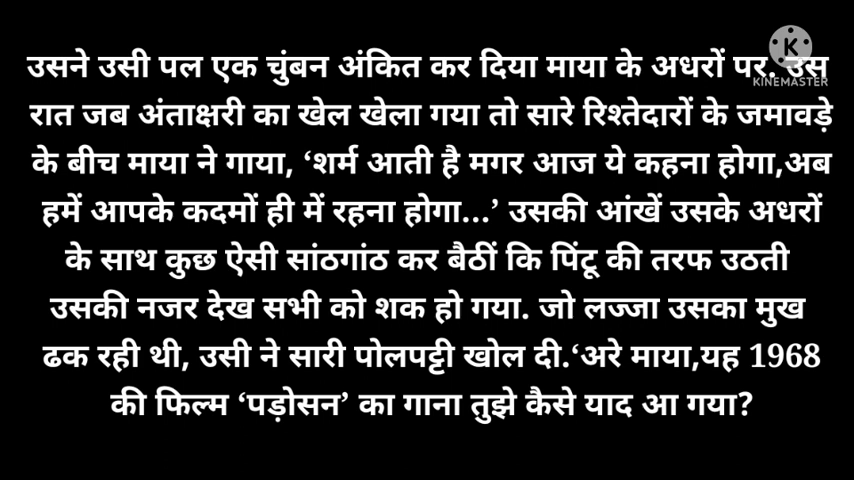 उसने उसी पल एक चुंबन अंकित कर दिया माया के अधरों पर. उस
K
KINEMASTER
रात जब अंताक्षरी का खेल खेला गया तो सारे रिश्तेदारों के जमावड़े
के बीच माया ने गाया, ‘शर्म आती है मगर आज ये कहना होगा,अब
हमें आपके कदमों ही में रहना होगा...’ उसकी आंखें उसके अधरों
के साथ कुछ ऐसी सांठगांठ कर बैठीं कि पिंटू की तरफ उठती
उसकी नजर देख सभी को शक हो गया. जो लज्जा उसका मुख
ढक रही थी, उसी ने सारी पोलपट्टी खोल दी.‘अरे माया,यह 1968
की फिल्म ‘पड़ोसन’ का गाना तुझे कैसे याद आ गया?